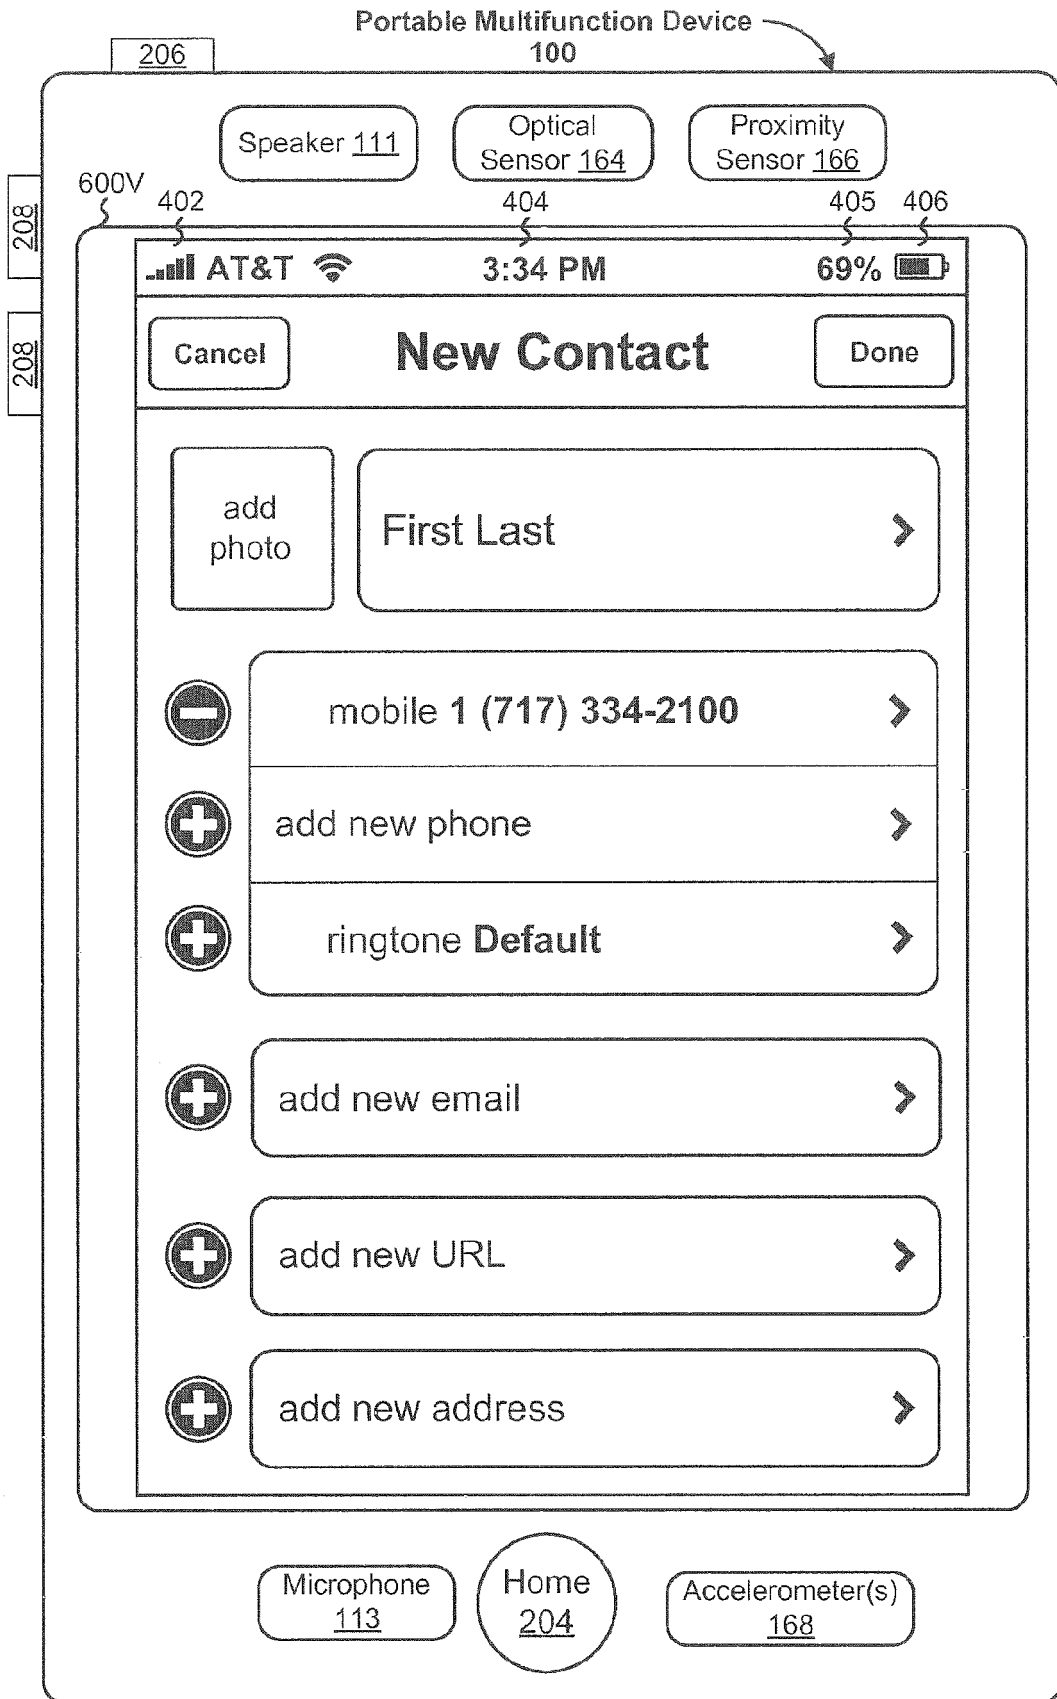 Portable Multifunction Device
100
206
Speaker 111
Optical
Sensor 164
Proximity
Sensor 166
600V
402
404
405
406
208
208
AT&T
3:34 PM
69%
Cancel
New Contact
Done
add
photo
First Last
mobile 1 (717) 334-2100
add new phone
ringtone Default
add new email
add new URL
add new address
Microphone
113
Home
204
Accelerometer(s)
168